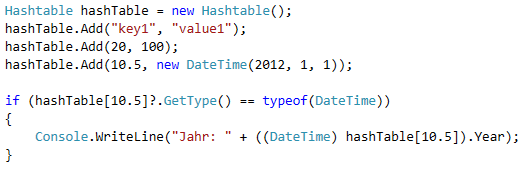 Hashtable hashTable = new Hashtable();
hashTable.Add("key1", "value1");
hashTable.Add(20, 100);
hashTable.Add(10.5, new DateTime(2012, 1, 1));
if (hashTable[10.5]?.GetType() == typeof(DateTime))
{
    Console.WriteLine("Jahr: " + ((DateTime) hashTable[10.5]).Year);
}